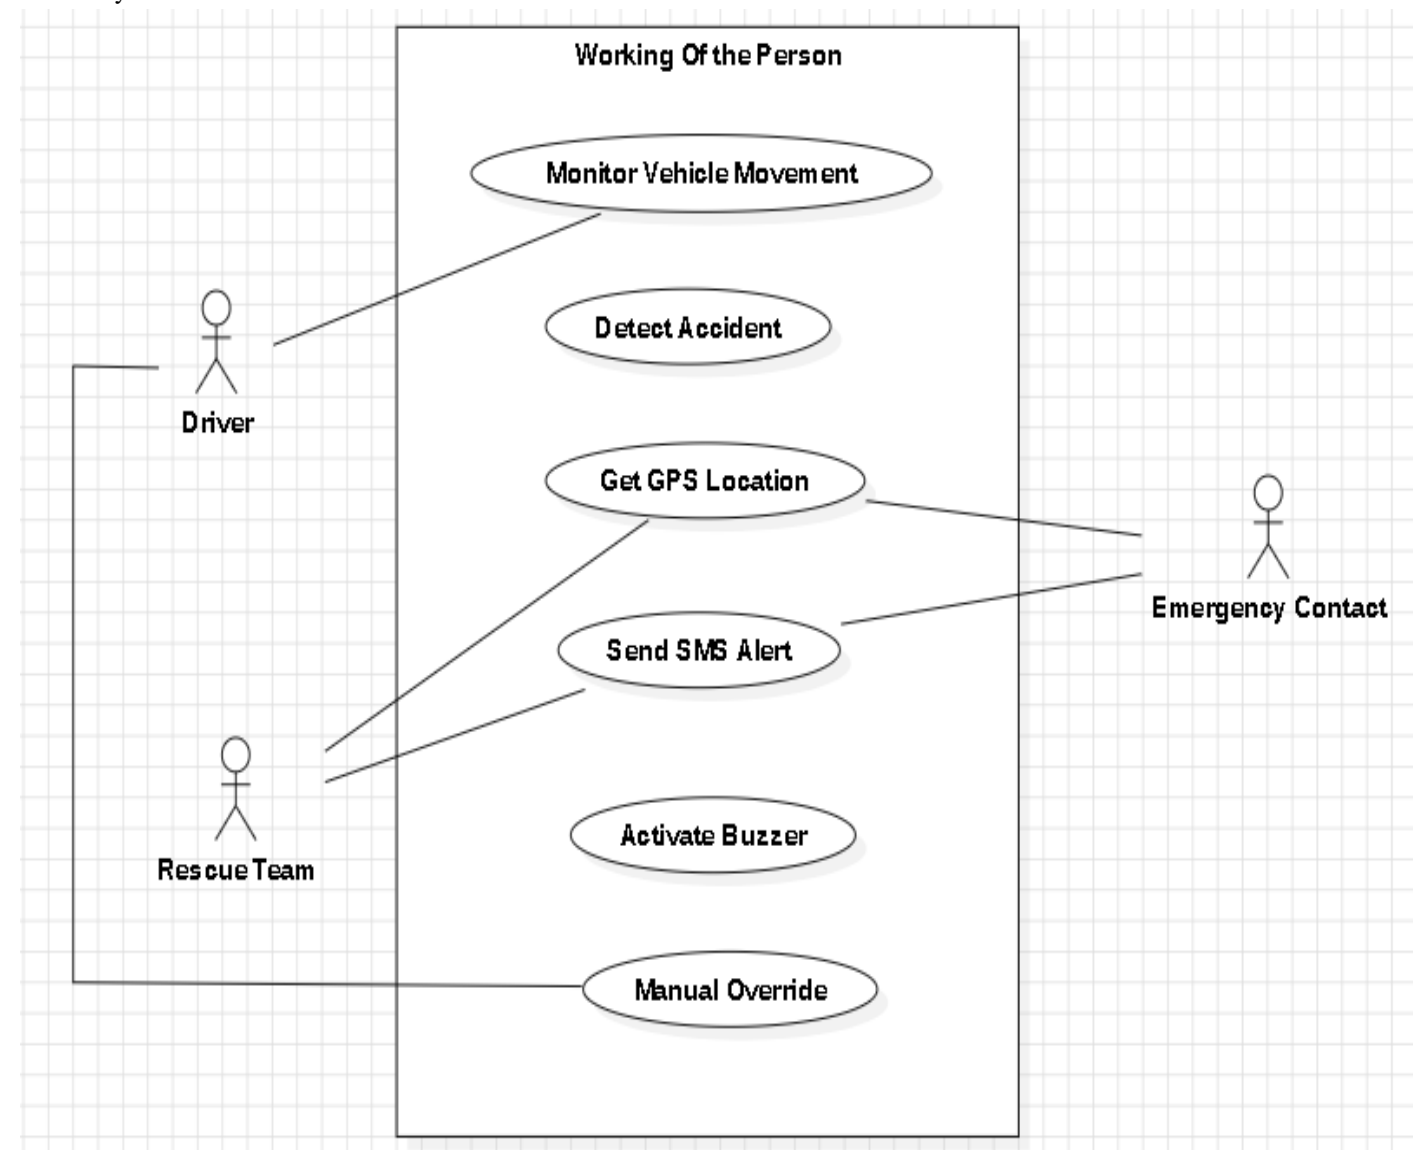 Working Of the Person
Monitor Vehicle Movement
Detect Accident
Driver
Get GPS Location
Emergency Contact
Send SMS Alert
Activate Buzzer
Rescue Team
Manual Override